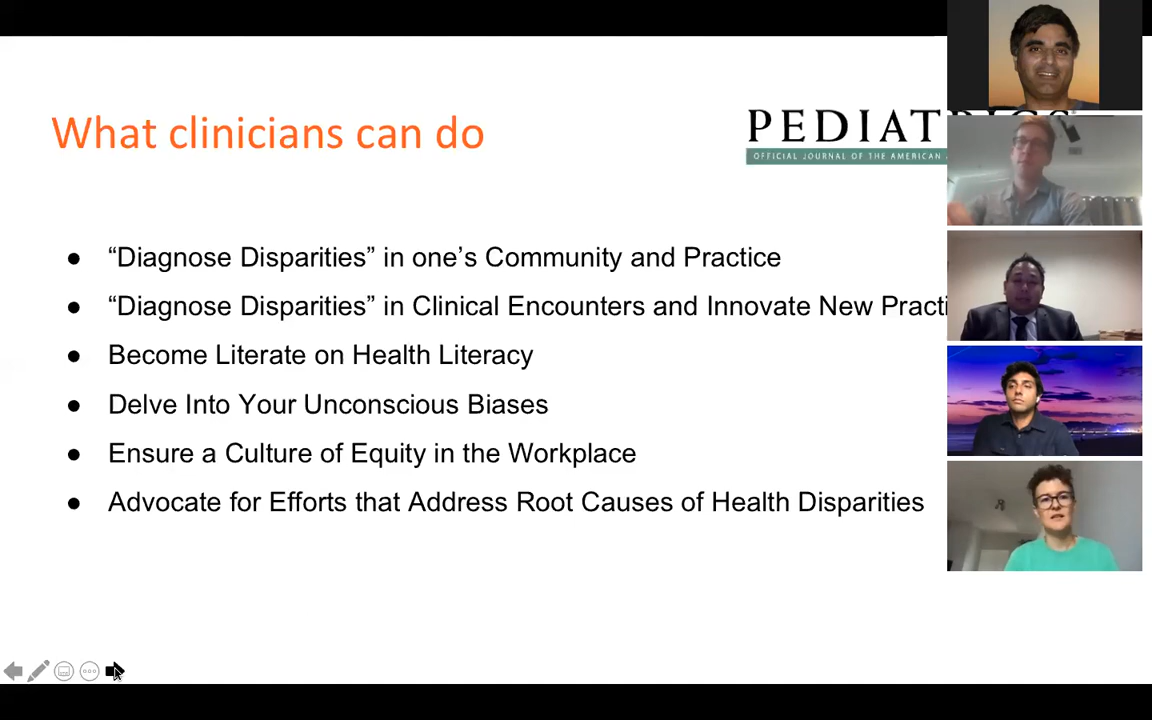 What clinicians can do
PEDIAT
OFFICIAL JOURNAL OF THE AMERICAN
● “Diagnose Disparities” in one’s Community and Practice
● “Diagnose Disparities” in Clinical Encounters and Innovate New Practi
● Become Literate on Health Literacy
● Delve Into Your Unconscious Biases
● Ensure a Culture of Equity in the Workplace
● Advocate for Efforts that Address Root Causes of Health Disparities